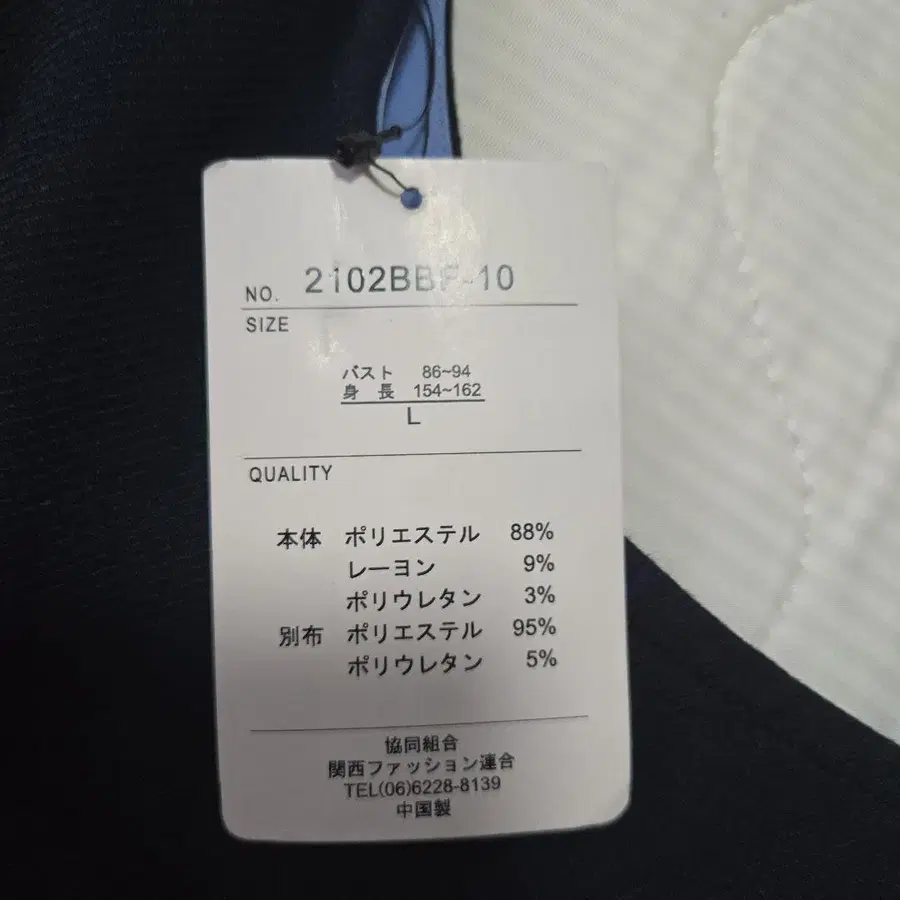 NO. 2102BBF-10
SIZE
バスト 86~94
身 長 154~162
L
QUALITY
本体 ポリエステル 88%
レーヨン 9%
ポリウレタン 3%
別布 ポリエステル 95%
ポリウレタン 5%
協同組合
関西ファッション連合
TEL(06)6228-8139
中国製